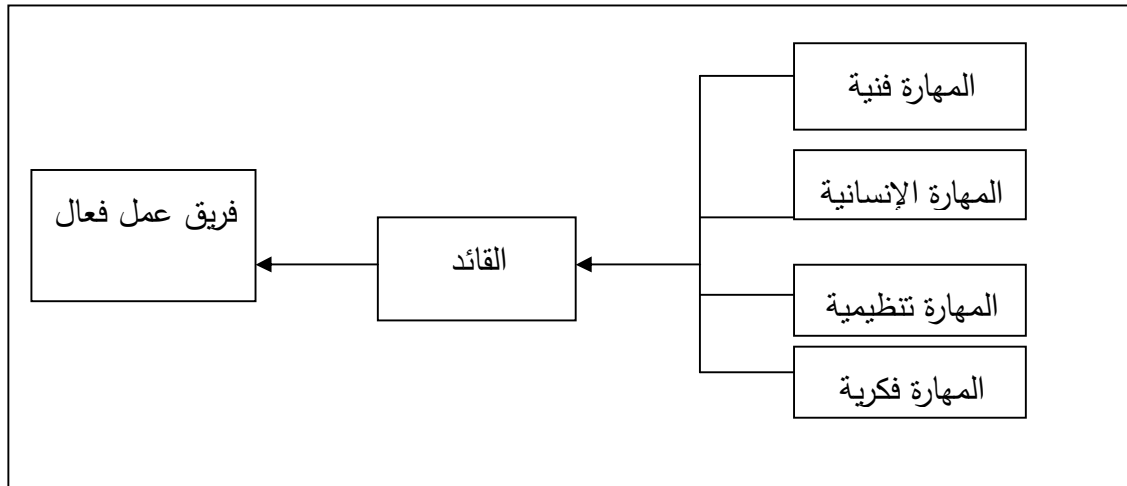 المهارة فنية
المهارة الإنسانية
المهارة تنظيمية
المهارة فكرية
القائد
فريق عمل فعال